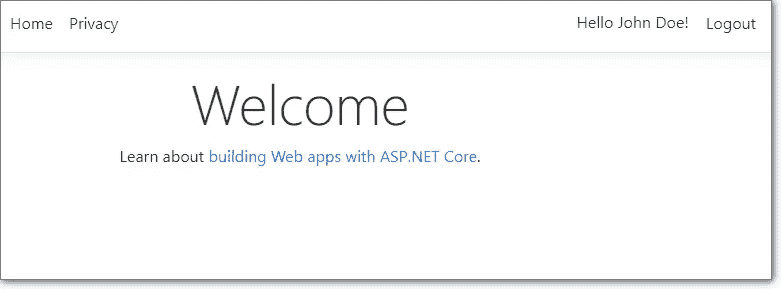 Home Privacy Hello John Doe! Logout
Welcome
Learn about building Web apps with ASP.NET Core.